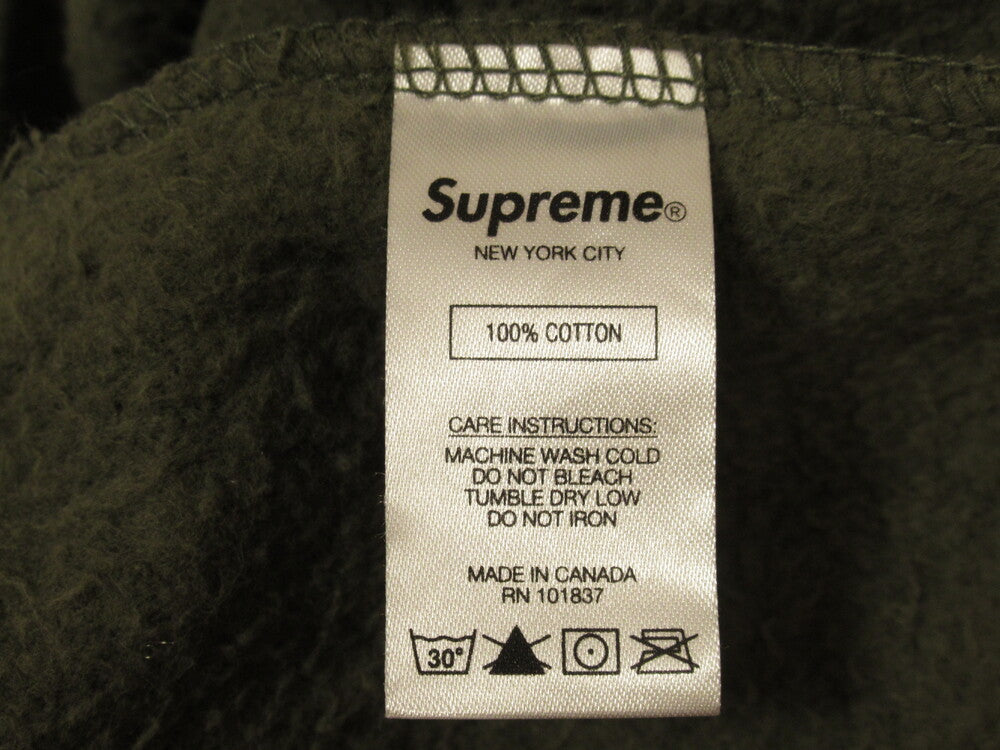 Supreme®
NEW YORK CITY
100% COTTON
CARE INSTRUCTIONS:
MACHINE WASH COLD
DO NOT BLEACH
TUMBLE DRY LOW
DO NOT IRON
MADE IN CANADA
RN 101837
30°